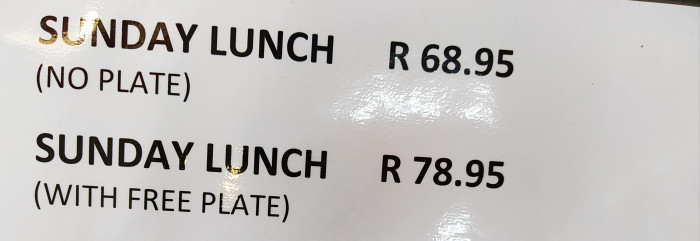 SUNDAY LUNCH R 68.95
(NO PLATE)
SUNDAY LUNCH R 78.95
(WITH FREE PLATE)